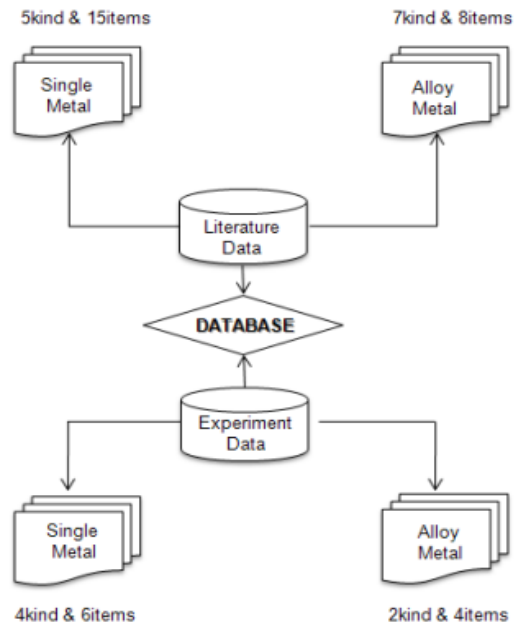 5kind & 15items
7kind & 8items
Single
Metal
Alloy
Metal
Literature
Data
DATABASE
Experiment
Data
Single
Metal
Alloy
Metal
4kind & 6items
2kind & 4items